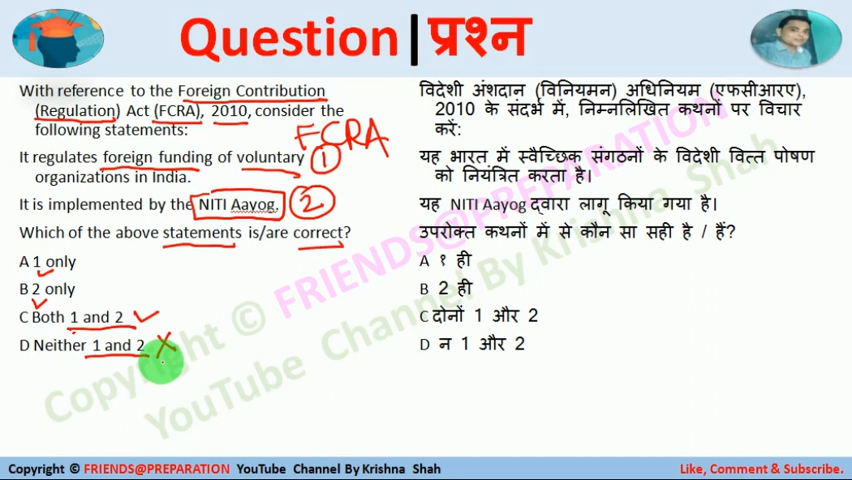 Question|प्रश्न
With reference to the Foreign Contribution
(Regulation) Act (FCRA), 2010, consider the
following statements:
FCRA
It regulates foreign funding of voluntary 1
organizations in India.
It is implemented by the NITI Aayog. 2
Which of the above statements is/are correct?
A 1 only
B 2 only
C Both 1 and 2
D Neither 1 and 2
विदेशी अंशदान (विनियमन) अधिनियम (एफसीआरए),
2010 के संदर्भ में, निम्नलिखित कथनों पर विचार
करें:
यह भारत में स्वैच्छिक संगठनों के विदेशी वित्त पोषण
को नियंत्रित करता है।
यह NITI Aayog द्वारा लागू किया गया है।
उपरोक्त कथनों में से कौन सा सही है / हैं?
A १ ही
B 2 ही
C दोनों 1 और 2
D न 1 और 2
Copyright © FRIENDS@PREPARATION
YouTube Channel By Krishna Shah
Copyright © FRIENDS@PREPARATION YouTube Channel By Krishna Shah
Like, Comment & Subscribe.